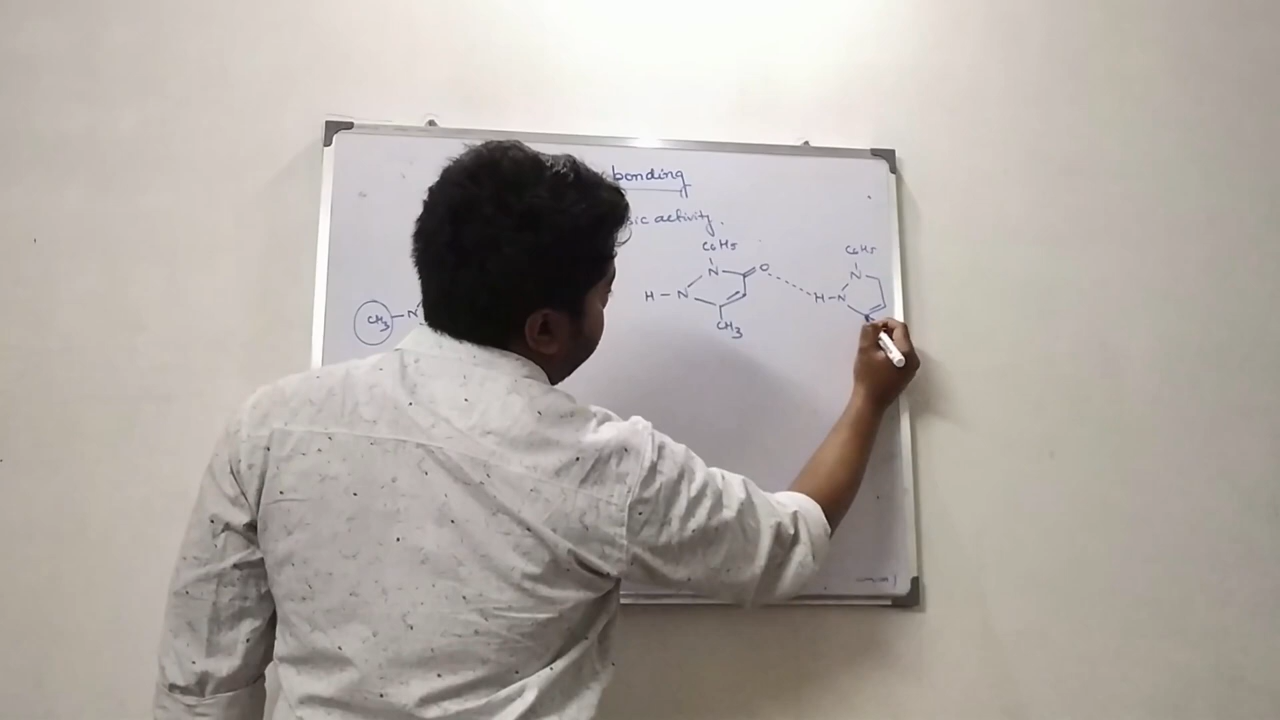 bonding
sic activity.
C6H5 C6H5
N O N
H - N H - N
CH3 - N
CH3